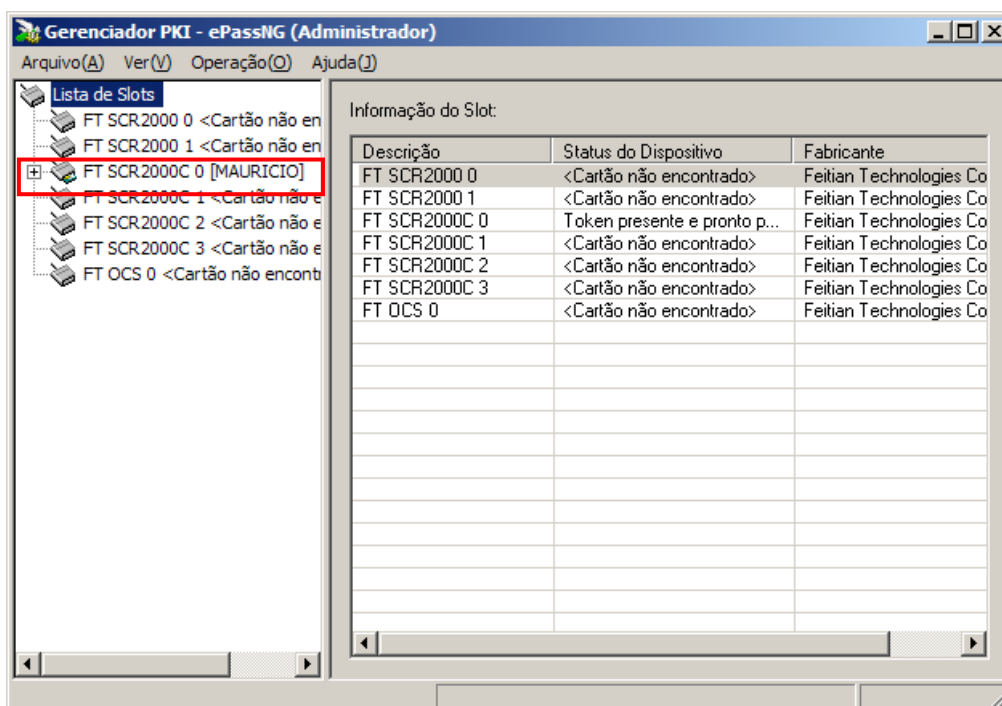 Gerenciador PKI - ePassNG (Administrador)
Arquivo(A) Ver(V) Operação(O) Ajuda(J)
Lista de Slots
FT SCR2000 0 <Cartão não en
FT SCR2000 1 <Cartão não en
FT SCR2000C 0 [MAURICIO]
FT SCR2000C 1 <Cartão não e
FT SCR2000C 2 <Cartão não e
FT SCR2000C 3 <Cartão não e
FT OCS 0 <Cartão não encont
Informação do Slot:
Descrição Status do Dispositivo Fabricante
FT SCR2000 0 <Cartão não encontrado> Feitian Technologies Co
FT SCR2000 1 <Cartão não encontrado> Feitian Technologies Co
FT SCR2000C 0 Token presente e pronto p... Feitian Technologies Co
FT SCR2000C 1 <Cartão não encontrado> Feitian Technologies Co
FT SCR2000C 2 <Cartão não encontrado> Feitian Technologies Co
FT SCR2000C 3 <Cartão não encontrado> Feitian Technologies Co
FT OCS 0 <Cartão não encontrado> Feitian Technologies Co